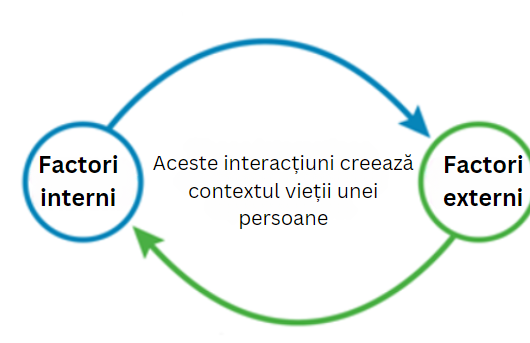 Factori
interni
Aceste interacțiuni creează
contextul vieții unei
persoane
Factori
externi